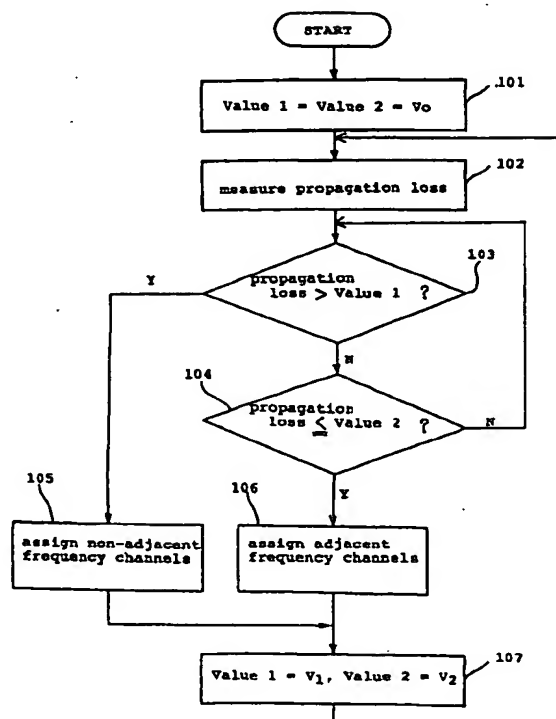 START
101
Value 1 = Value 2 = Vo
102
measure propagation loss
103
propagation
loss > Value 1 ?
Y
N
104
propagation
loss ≤ Value 2 ?
N
Y
105
assign non-adjacent
frequency channels
106
assign adjacent
frequency channels
107
Value 1 = V1, Value 2 = V2